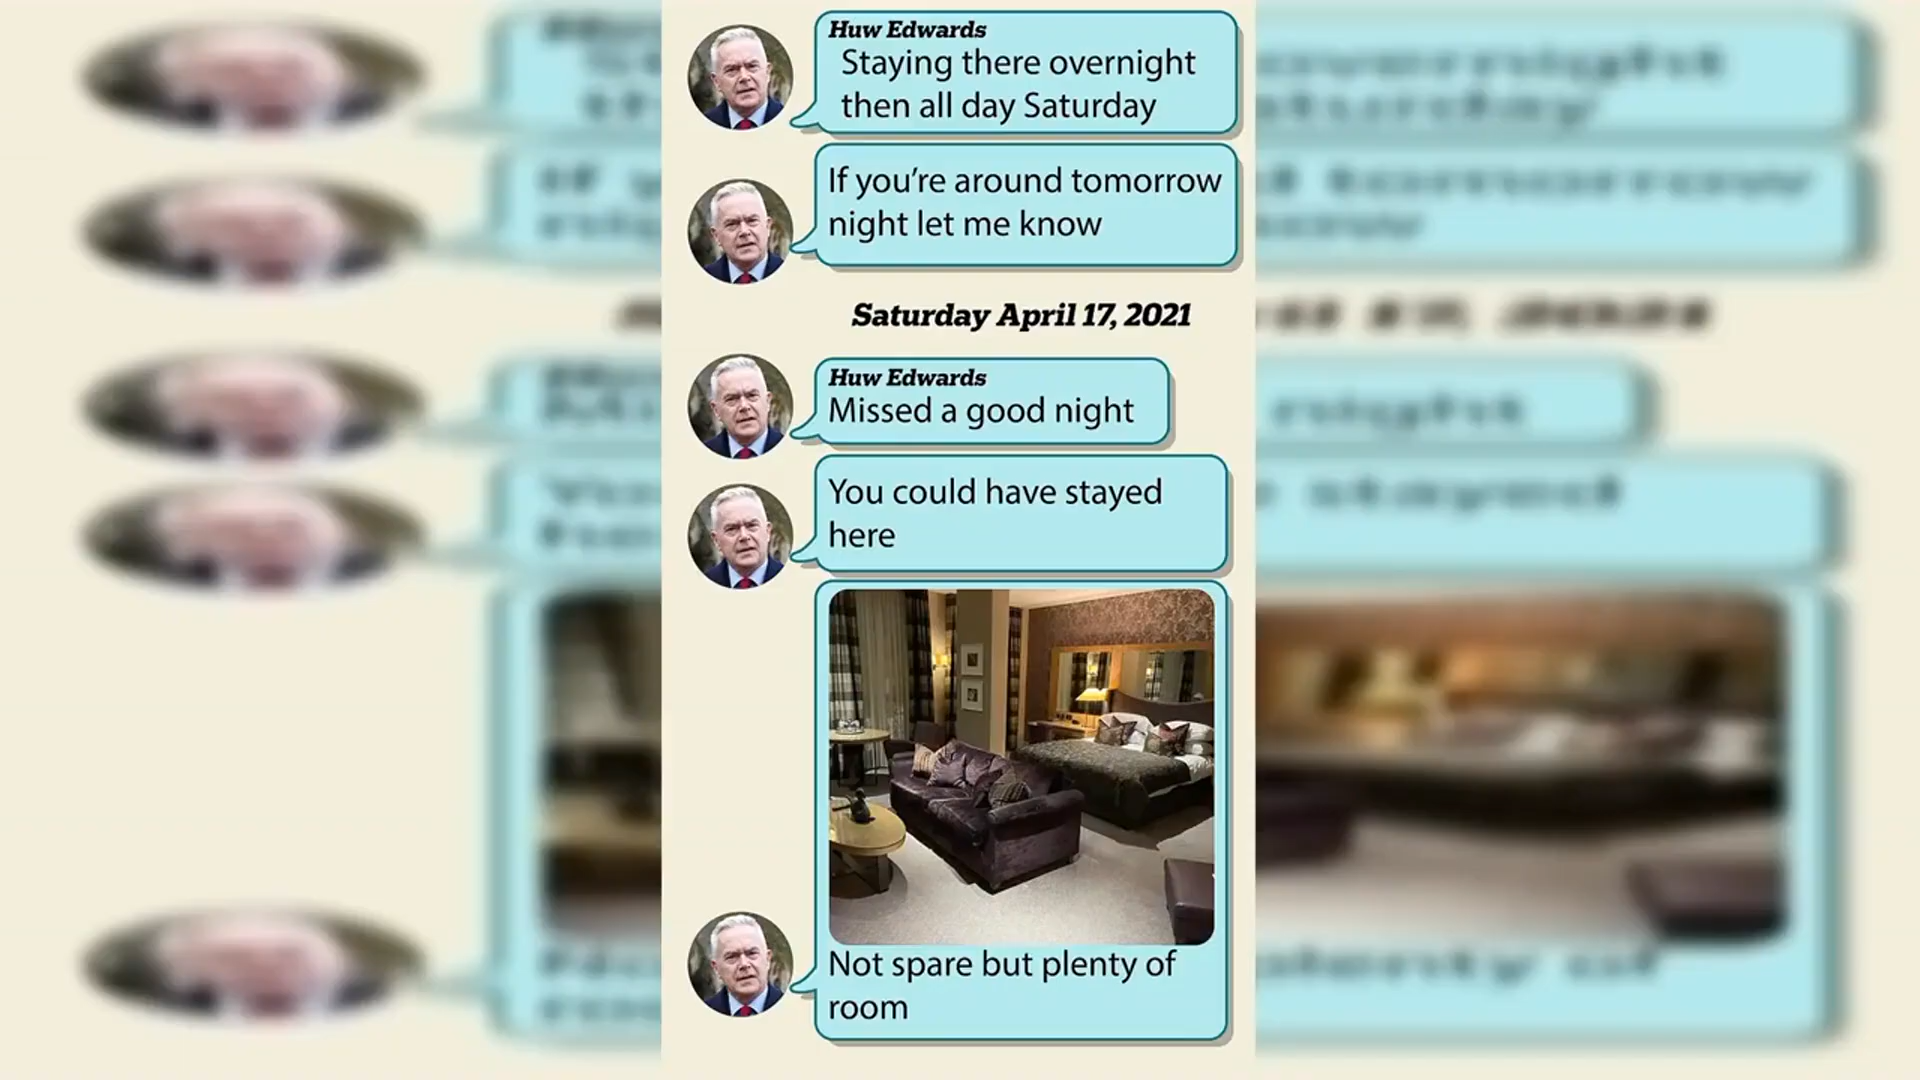 Huw Edwards
Staying there overnight
then all day Saturday
If you're around tomorrow
night let me know
Saturday April 17, 2021
Huw Edwards
Missed a good night
You could have stayed
here
Not spare but plenty of
room